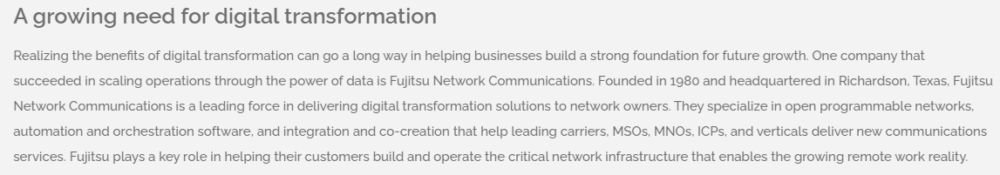 A growing need for digital transformation
Realizing the benefits of digital transformation can go a long way in helping businesses build a strong foundation for future growth. One company that
succeeded in scaling operations through the power of data is Fujitsu Network Communications. Founded in 1980 and headquartered in Richardson, Texas, Fujitsu
Network Communications is a leading force in delivering digital transformation solutions to network owners. They specialize in open programmable networks,
automation and orchestration software, and integration and co-creation that help leading carriers, MSOs, MNOs, ICPs, and verticals deliver new communications
services. Fujitsu plays a key role in helping their customers build and operate the critical network infrastructure that enables the growing remote work reality.